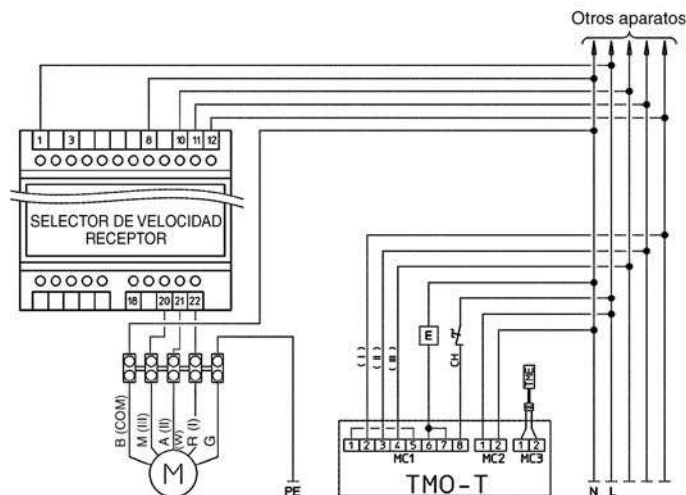 Otros aparatos
1 3 8 10 11 12
SELECTOR DE VELOCIDAD
RECEPTOR
18 20 21 22
B (COM)
M (III)
A (II)
(W)
R (I)
G
M
PE
( I )
( II )
( III )
E
CH
TME
1 2 3 4 5 6 7 8
MC1
1 2
MC2
1 2
MC3
TMO-T
N L